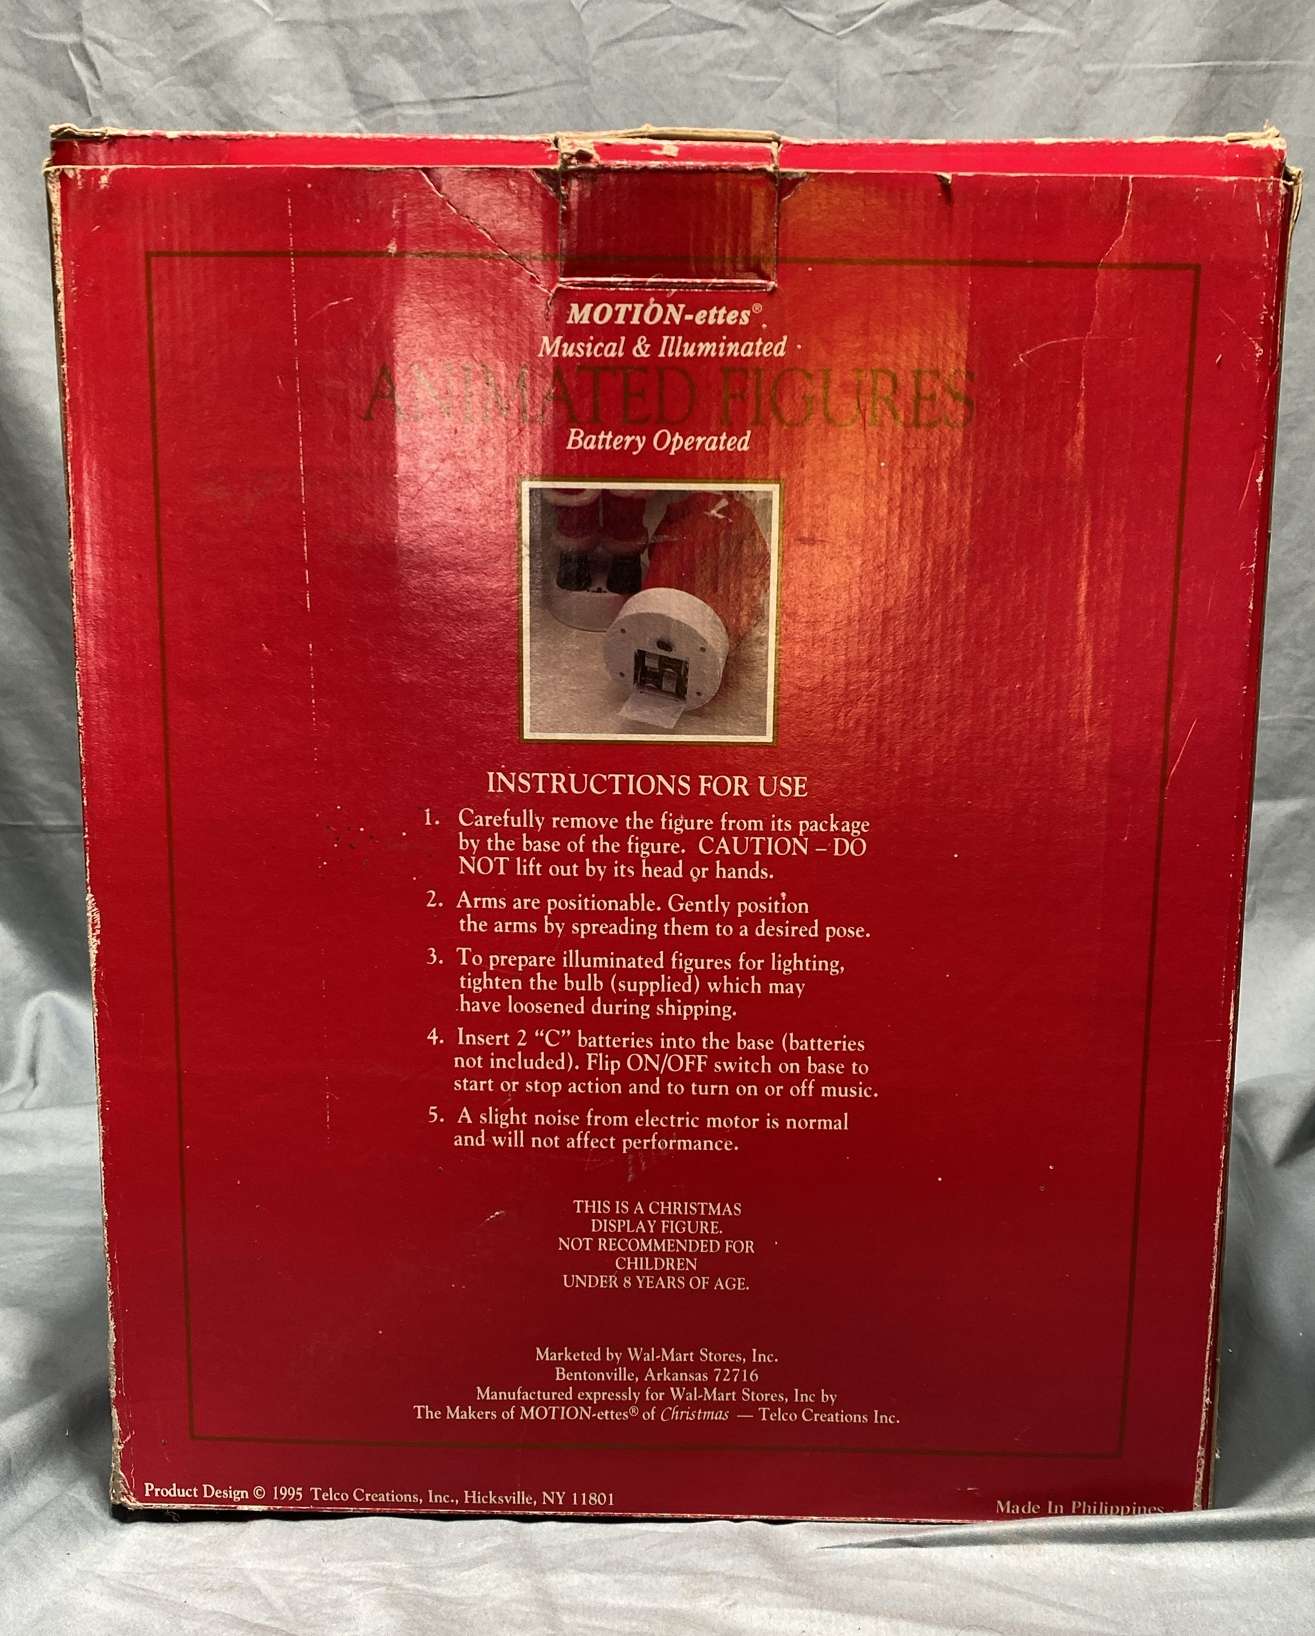 MOTION-ettes®
Musical & Illuminated
ANIMATED FIGURES
Battery Operated
INSTRUCTIONS FOR USE
1. Carefully remove the figure from its package
by the base of the figure. CAUTION – DO
NOT lift out by its head or hands.
2. Arms are positionable. Gently position
the arms by spreading them to a desired pose.
3. To prepare illuminated figures for lighting,
tighten the bulb (supplied) which may
have loosened during shipping.
4. Insert 2 “C” batteries into the base (batteries
not included). Flip ON/OFF switch on base to
start or stop action and to turn on or off music.
5. A slight noise from electric motor is normal
and will not affect performance.
THIS IS A CHRISTMAS
DISPLAY FIGURE.
NOT RECOMMENDED FOR
CHILDREN
UNDER 8 YEARS OF AGE.
Marketed by Wal-Mart Stores, Inc.
Bentonville, Arkansas 72716
Manufactured expressly for Wal-Mart Stores, Inc by
The Makers of MOTION-ettes® of Christmas — Telco Creations Inc.
Product Design © 1995 Telco Creations, Inc., Hicksville, NY 11801
Made In Philippines